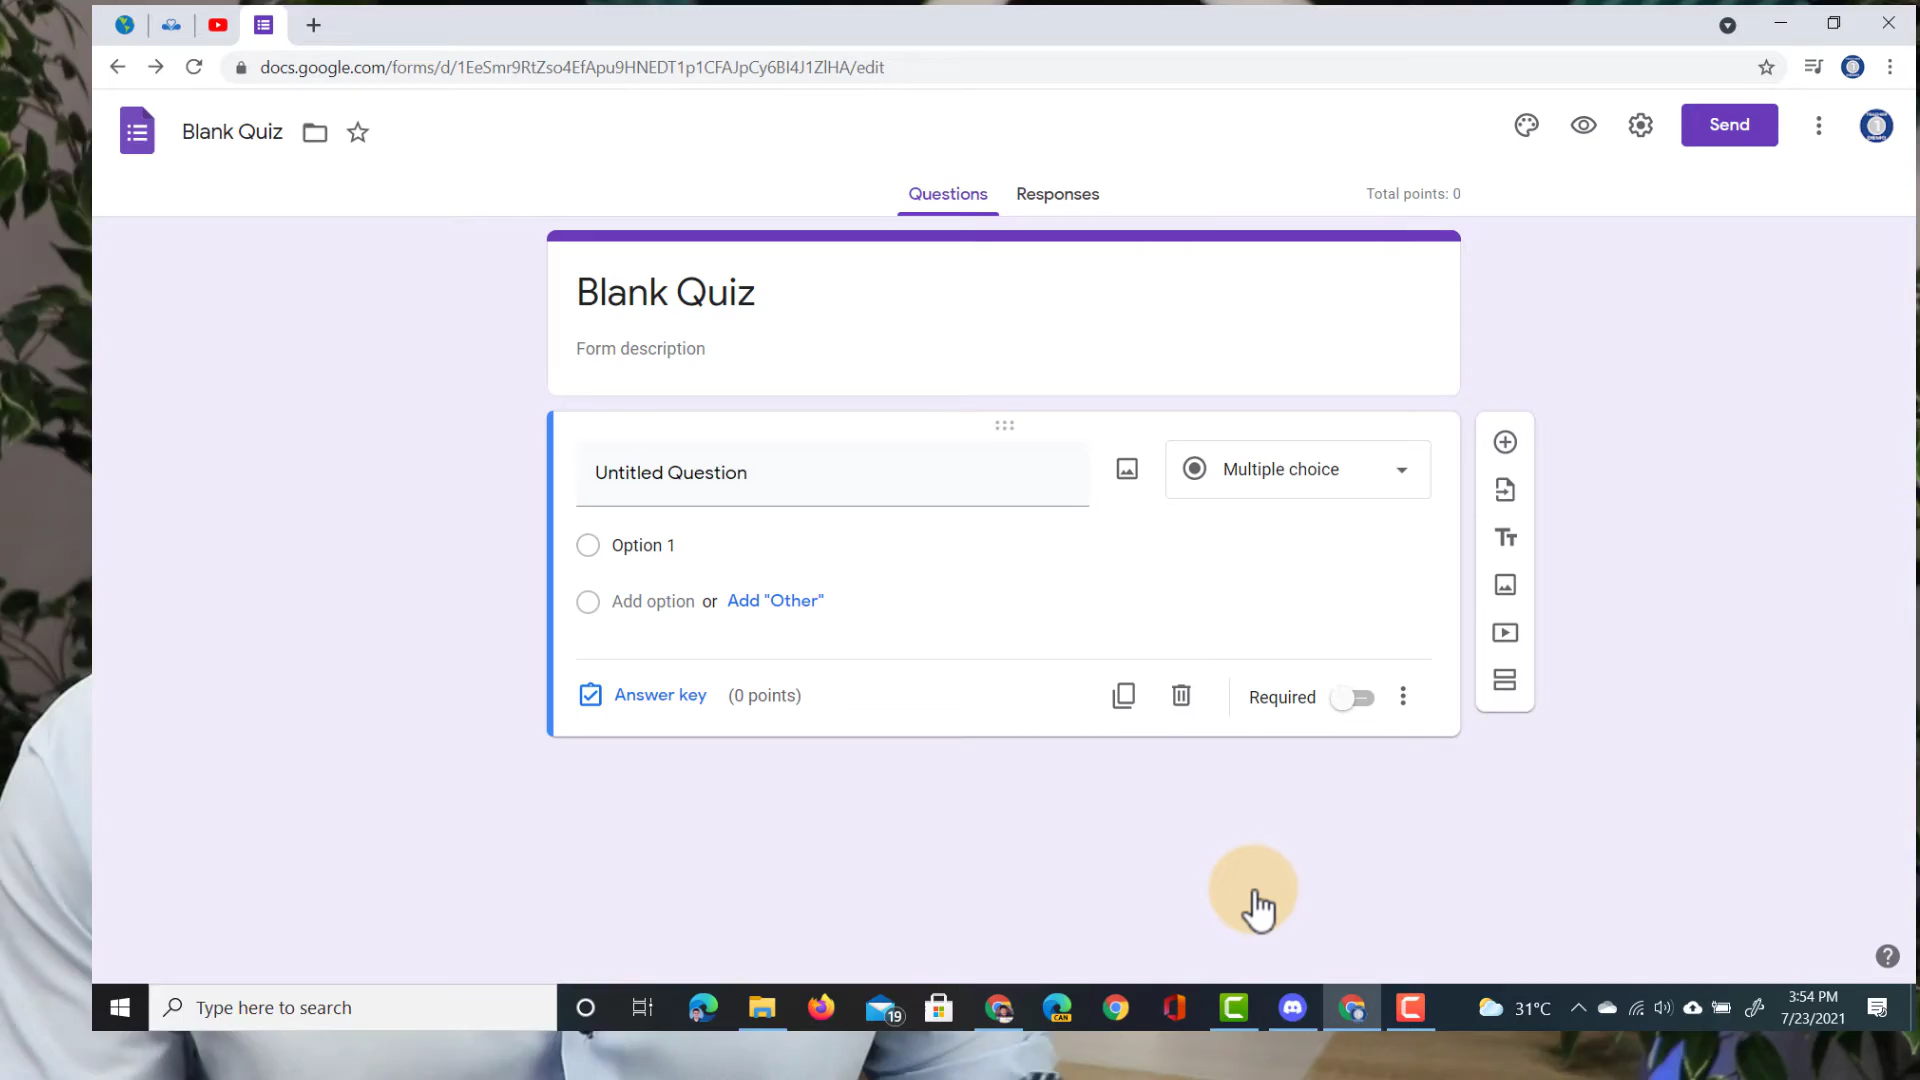 docs.google.com/forms/d/1EeSmr9RtZso4EfApu9HNEDT1p1CFAJpCy6BI4J1ZlHA/edit
Blank Quiz
Send
Questions
Responses
Total points: 0
Blank Quiz
Form description
Untitled Question
Multiple choice
Option 1
Add option or Add "Other"
Answer key (0 points)
Required
Type here to search
19
CAN
31°C
3:54 PM
7/23/2021